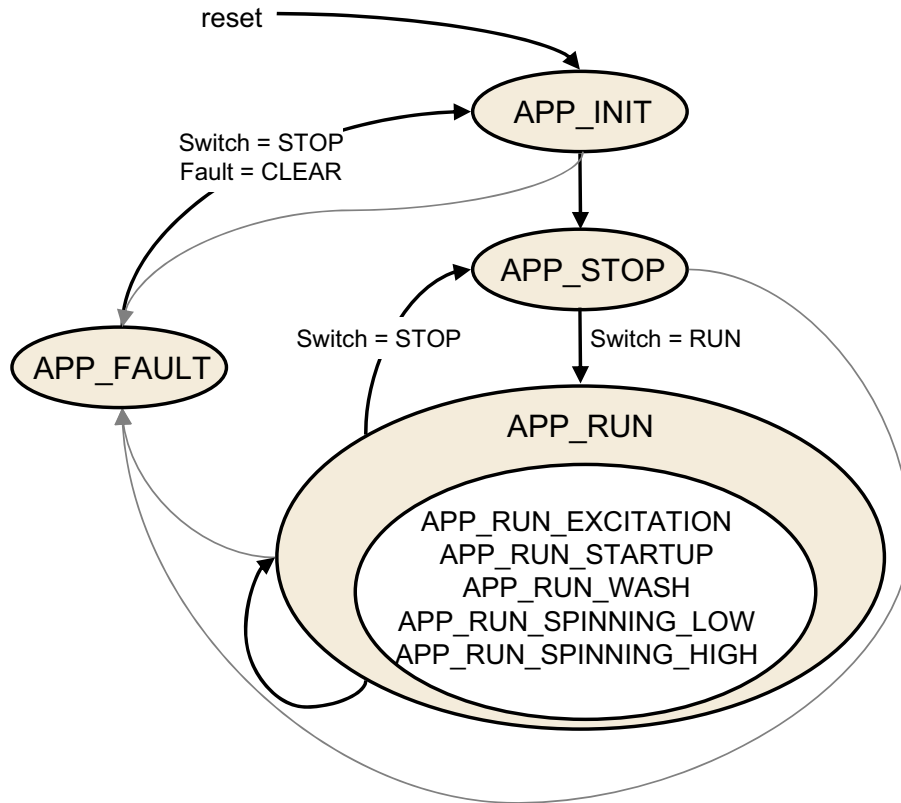 reset
APP_INIT
Switch = STOP
Fault = CLEAR
APP_STOP
Switch = STOP
Switch = RUN
APP_FAULT
APP_RUN
APP_RUN_EXCITATION
APP_RUN_STARTUP
APP_RUN_WASH
APP_RUN_SPINNING_LOW
APP_RUN_SPINNING_HIGH